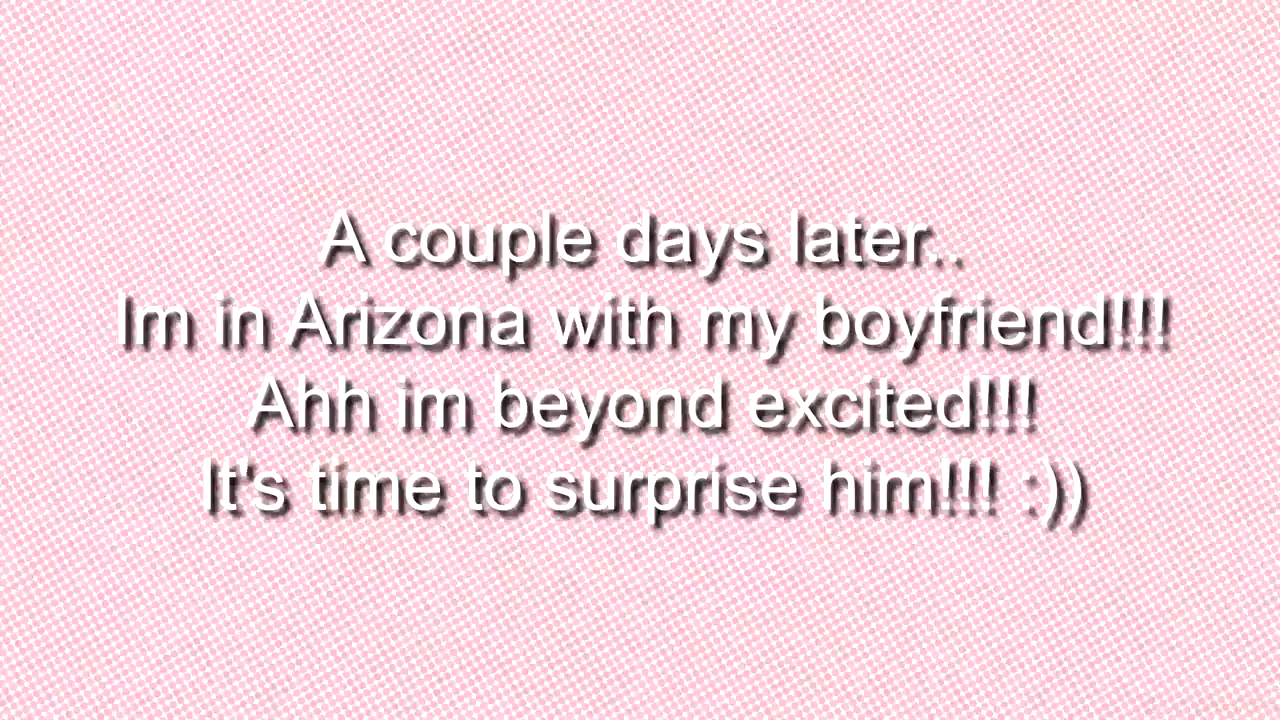 A couple days later..
Im in Arizona with my boyfriend!!!
Ahh im beyond excited!!!
It's time to surprise him!!! :))